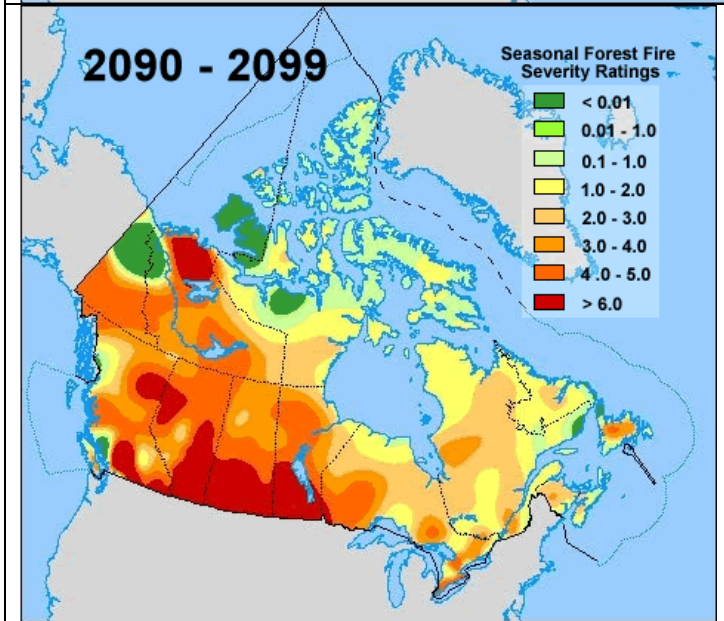 2090 - 2099
Seasonal Forest Fire
Severity Ratings
< 0.01
0.01 - 1.0
0.1 - 1.0
1.0 - 2.0
2.0 - 3.0
3.0 - 4.0
4 .0 - 5.0
> 6.0